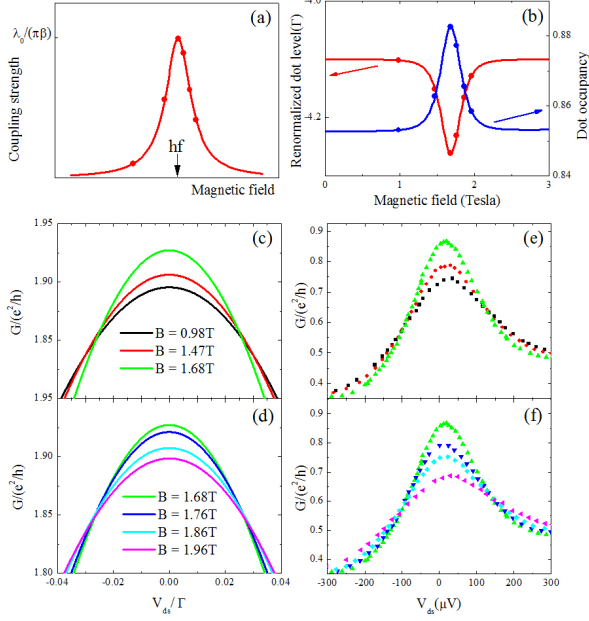 (a)
λ0/(πβ)
Coupling strength
hf
Magnetic field
(b)
-4.0
-4.2
Renormalized dot level(Γ)
0.88
0.86
0.84
Dot occupancy
0 1 2 3
Magnetic field (Tesla)
(c)
1.95
1.90
1.85
1.95
G/(e²/h)
B = 0.98T
B = 1.47T
B = 1.68T
(e)
0.9
0.8
0.7
0.6
0.5
0.4
G/(e²/h)
(d)
1.90
1.85
1.80
G/(e²/h)
B = 1.68T
B = 1.76T
B = 1.86T
B = 1.96T
-0.04 -0.02 0.00 0.02 0.04
Vds/Γ
(f)
0.9
0.8
0.7
0.6
0.5
0.4
G/(e²/h)
-300 -200 -100 0 100 200 300
Vds(μV)